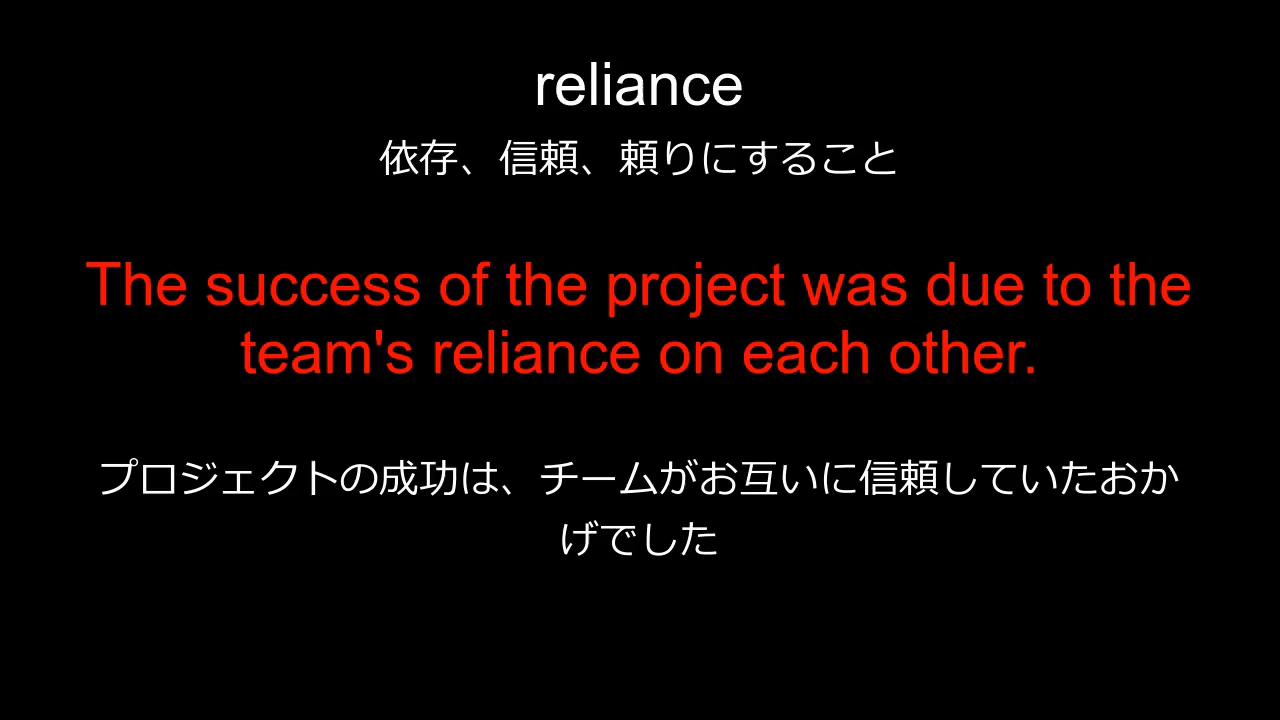 reliance
依存、信頼、頼りにすること
The success of the project was due to the
team's reliance on each other.
プロジェクトの成功は、チームがお互いに信頼していたおか
げでした